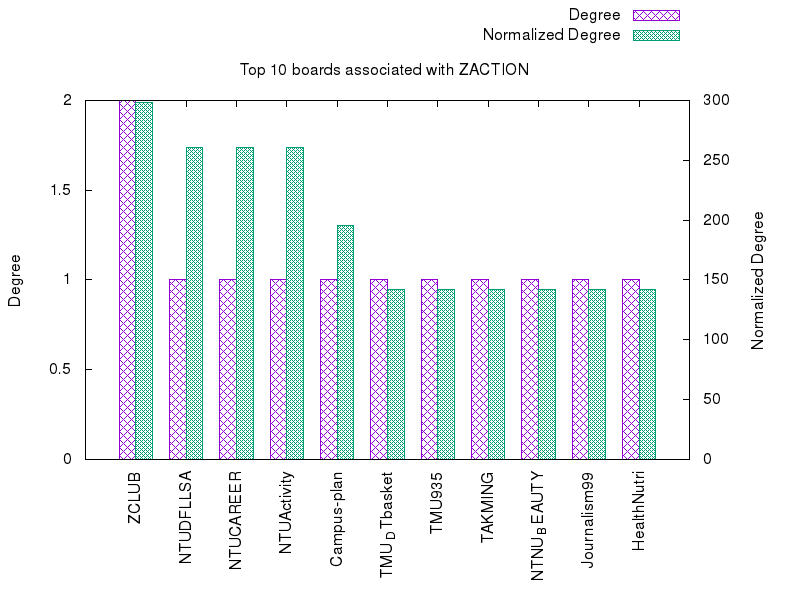 Degree
Normalized Degree
Top 10 boards associated with ZACTION
2
1.5
1
0.5
0
300
250
200
150
100
50
0
Degree
Normalized Degree
ZCLUB
NTUDFLLSA
NTUCAREER
NTUActivity
Campus-plan
TMU_DTbasket
TMU935
TAKMING
NTNU_BEAUTY
Journalism99
HealthNutri